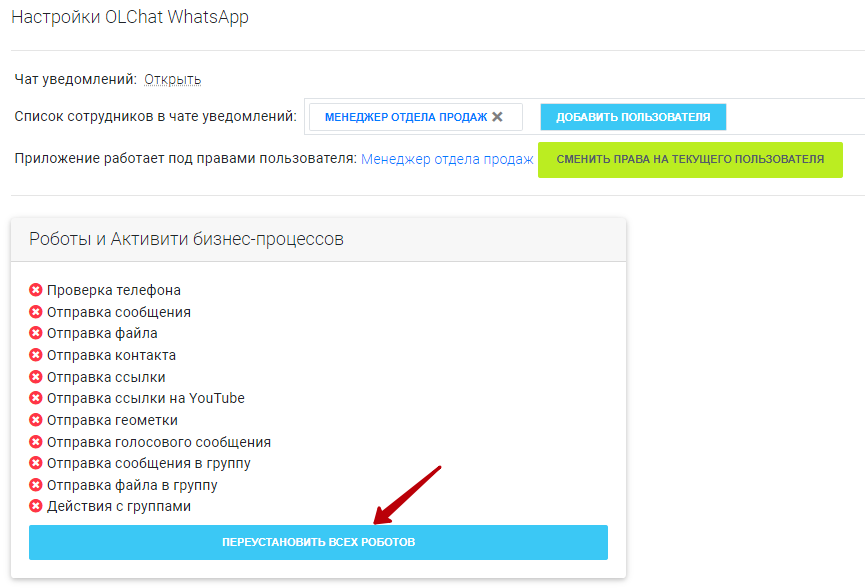 Настройки OLChat WhatsApp
Чат уведомлений: Открыть
Список сотрудников в чате уведомлений: МЕНЕДЖЕР ОТДЕЛА ПРОДАЖ ДОБАВИТЬ ПОЛЬЗОВАТЕЛЯ
Приложение работает под правами пользователя: Менеджер отдела продаж СМЕНИТЬ ПРАВА НА ТЕКУЩЕГО ПОЛЬЗОВАТЕЛЯ
Роботы и Активити бизнес-процессов
Проверка телефона
Отправка сообщения
Отправка файла
Отправка контакта
Отправка ссылки
Отправка ссылки на YouTube
Отправка геометки
Отправка голосового сообщения
Отправка сообщения в группу
Отправка файла в группу
Действия с группами
ПЕРЕУСТАНОВИТЬ ВСЕХ РОБОТОВ